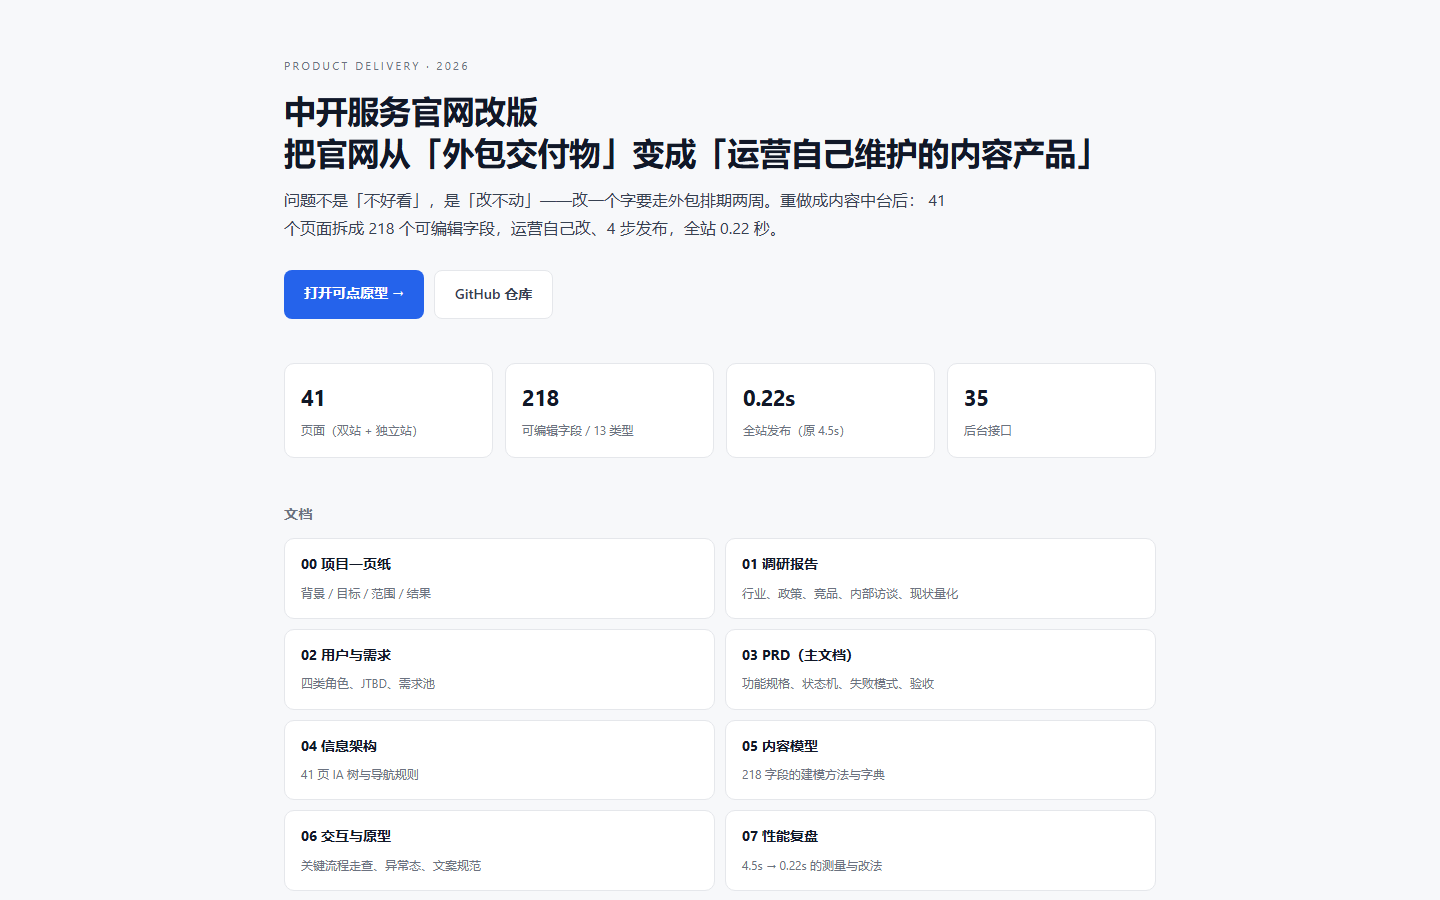 PRODUCT DELIVERY · 2026
中开服务官网改版
把官网从「外包交付物」变成「运营自己维护的内容产品」
问题不是「不好看」，是「改不动」——改一个字要走外包排期两周。重做成内容中台后： 41
个页面拆成 218 个可编辑字段，运营自己改、4 步发布，全站 0.22 秒。
打开可点原型 →
GitHub 仓库
41
页面（双站 + 独立站）
218
可编辑字段 / 13 类型
0.22s
全站发布（原 4.5s）
35
后台接口
文档
00 项目一页纸
背景 / 目标 / 范围 / 结果
01 调研报告
行业、政策、竞品、内部访谈、现状量化
02 用户与需求
四类角色、JTBD、需求池
03 PRD（主文档）
功能规格、状态机、失败模式、验收
04 信息架构
41 页 IA 树与导航规则
05 内容模型
218 字段的建模方法与字典
06 交互与原型
关键流程走查、异常态、文案规范
07 性能复盘
4.5s → 0.22s 的测量与改法